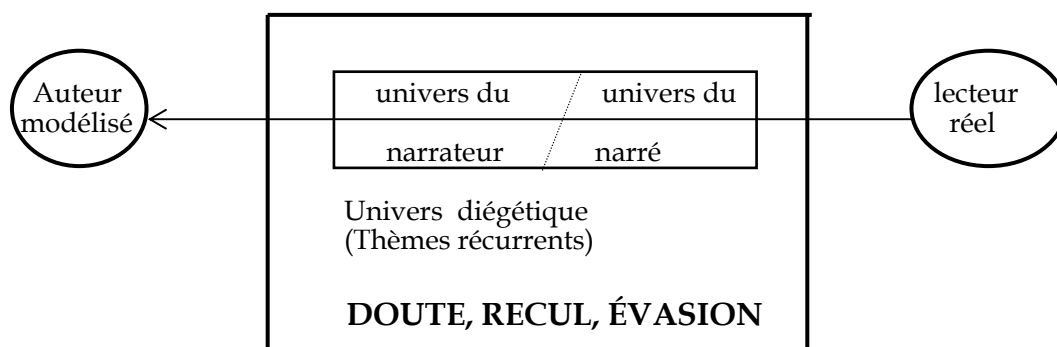 Auteur
modélisé
univers du
univers du
narrateur
narré
lecteur
réel
Univers diégétique
(Thèmes récurrents)
DOUTE, RECUL, ÉVASION